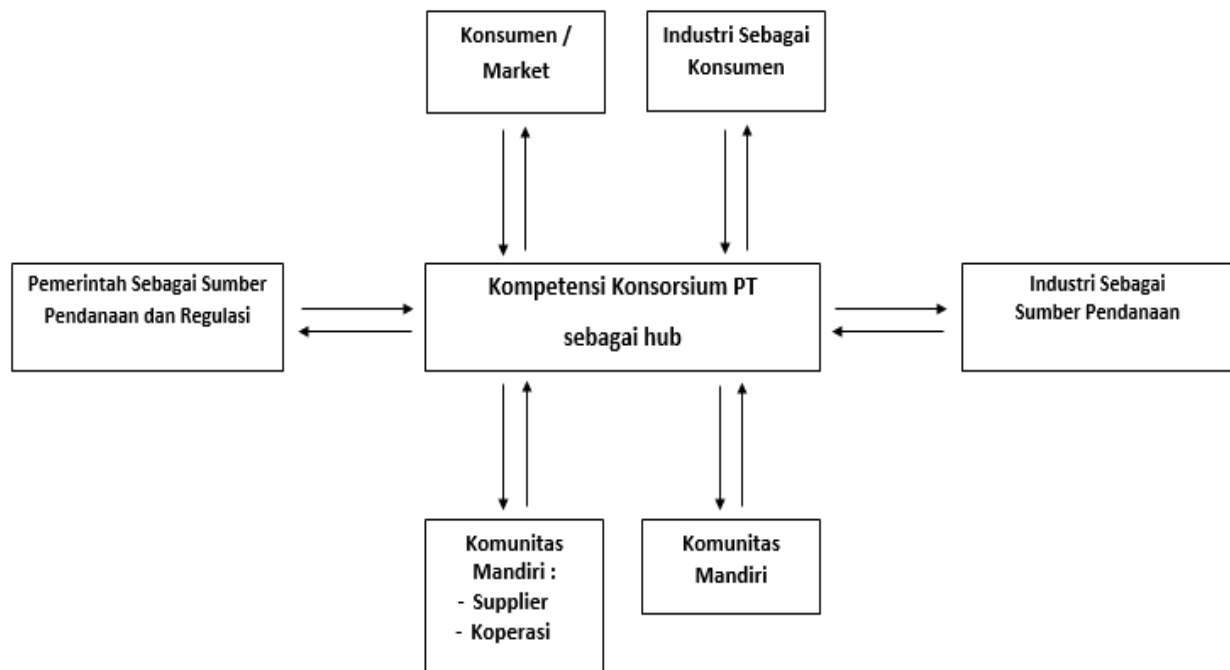 Konsumen /
Market
Industri Sebagai
Konsumen
Pemerintah Sebagai Sumber
Pendanaan dan Regulasi
Kompetensi Konsorsium PT
sebagai hub
Industri Sebagai
Sumber Pendanaan
Komunitas
Mandiri :
- Supplier
- Koperasi
Komunitas
Mandiri